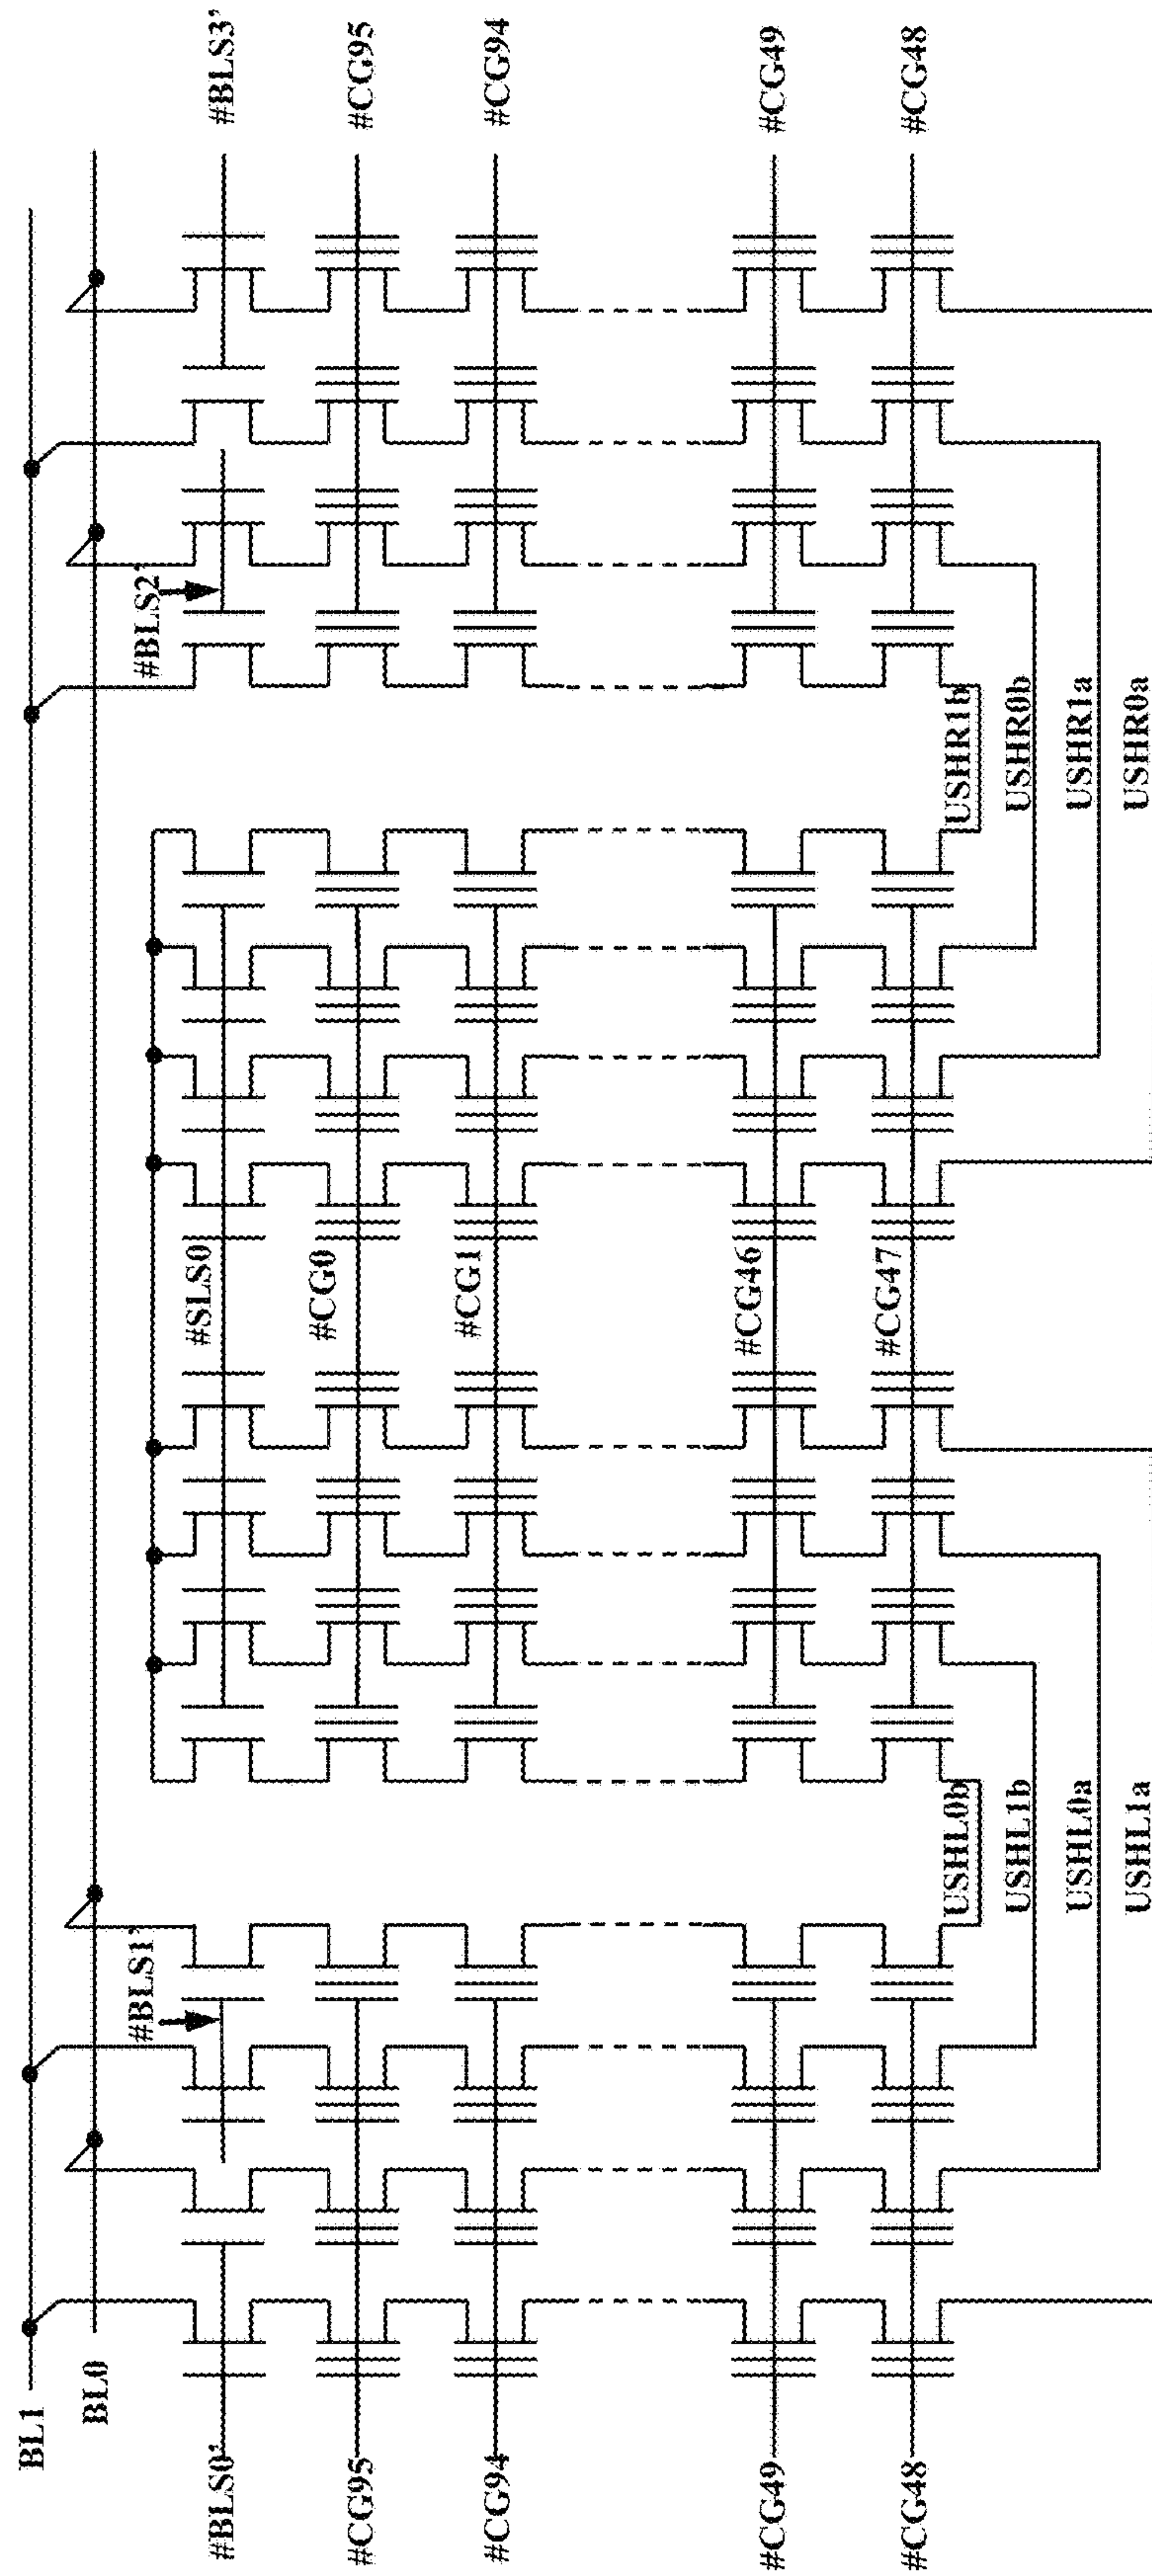 BL1
BL0
#BLS0'
#BLS1'
#BLS2'
#BLS3'
#SLS0
#CG95
#CG0
#CG95
#CG94
#CG1
#CG94
#CG49
#CG46
#CG49
#CG48
#CG47
#CG48
USHL0b
USHR1b
USHL1b
USHR0b
USHL0a
USHR1a
USHL1a
USHR0a